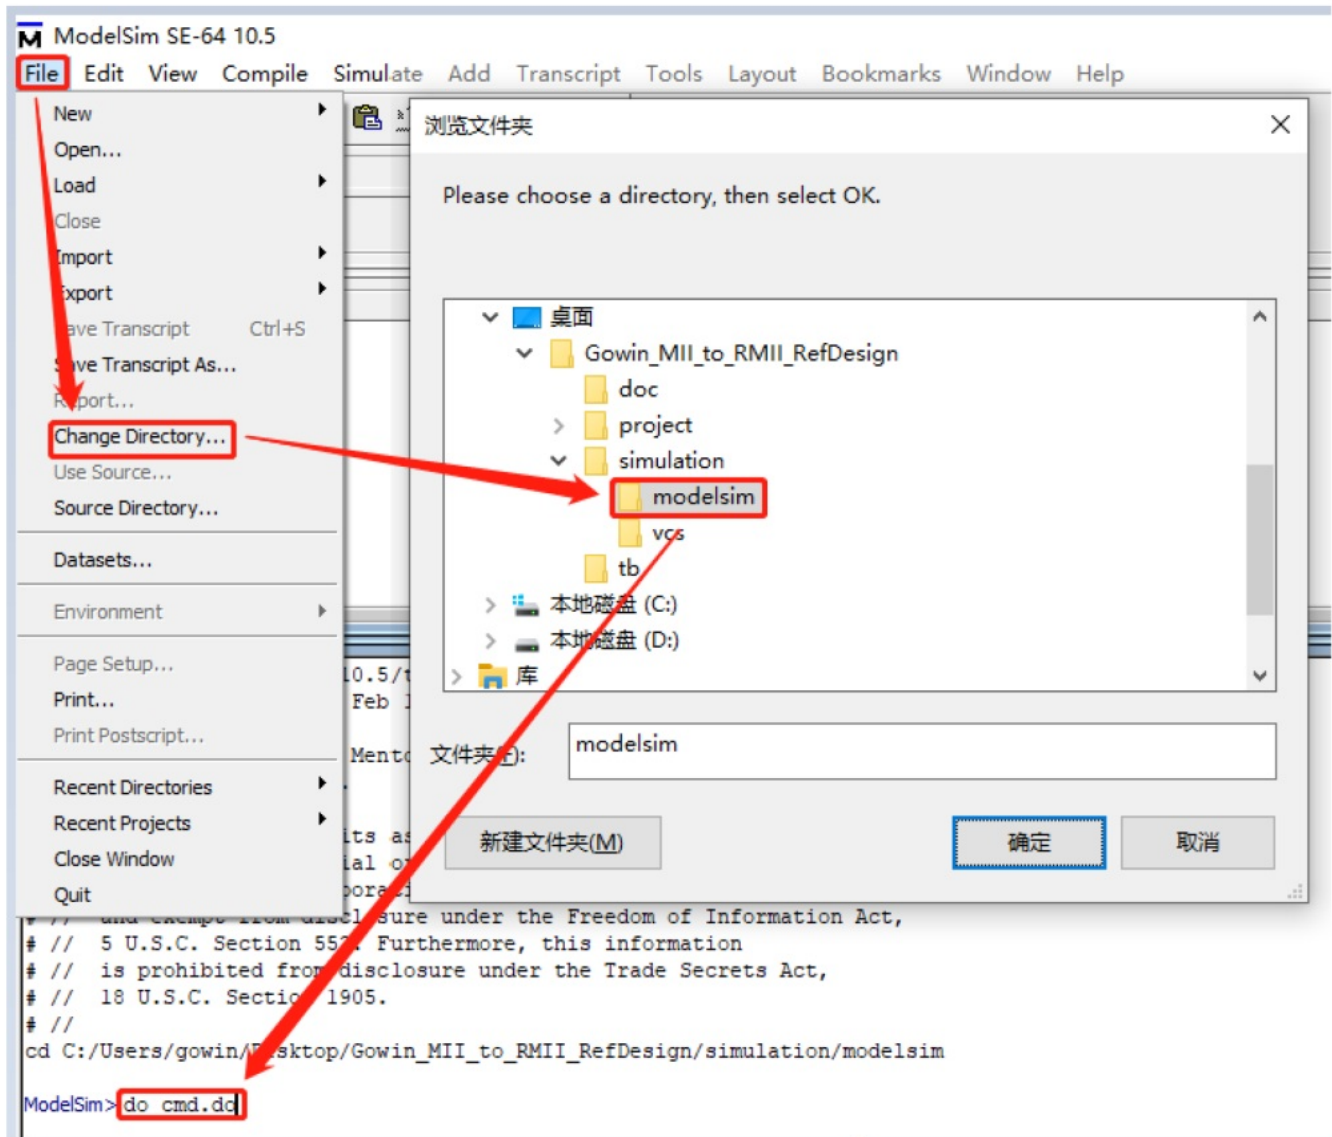 ModelSim SE-64 10.5
File Edit View Compile Simulate Add Transcript Tools Layout Bookmarks Window Help
New
Open...
Load
Close
Import
Export
Save Transcript Ctrl+S
Save Transcript As...
Report...
Change Directory...
Use Source...
Source Directory...
Datasets...
Environment
Page Setup...
Print...
Print Postscript...
Recent Directories
Recent Projects
Close Window
Quit
浏览文件夹
Please choose a directory, then select OK.
桌面
Gowin_MII_to_RMII_RefDesign
doc
project
simulation
modelsim
vcs
tb
本地磁盘 (C:)
本地磁盘 (D:)
库
文件夹(F): modelsim
新建文件夹(M) 确定 取消
10.5/t
Feb
Mento
its as
ial o
porati
# // and exempt from disclosure under the Freedom of Information Act,
# // 5 U.S.C. Section 552. Furthermore, this information
# // is prohibited from disclosure under the Trade Secrets Act,
# // 18 U.S.C. Section 1905.
# //
cd C:/Users/gowin/Desktop/Gowin_MII_to_RMII_RefDesign/simulation/modelsim
ModelSim>do cmd.do